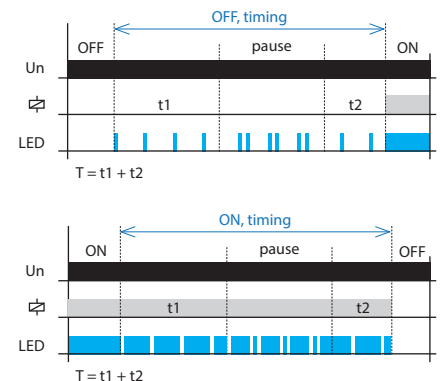 OFF, timing
OFF pause ON
Un
t1 t2
LED
T = t1 + t2
ON, timing
ON pause OFF
Un
t1 t2
LED
T = t1 + t2